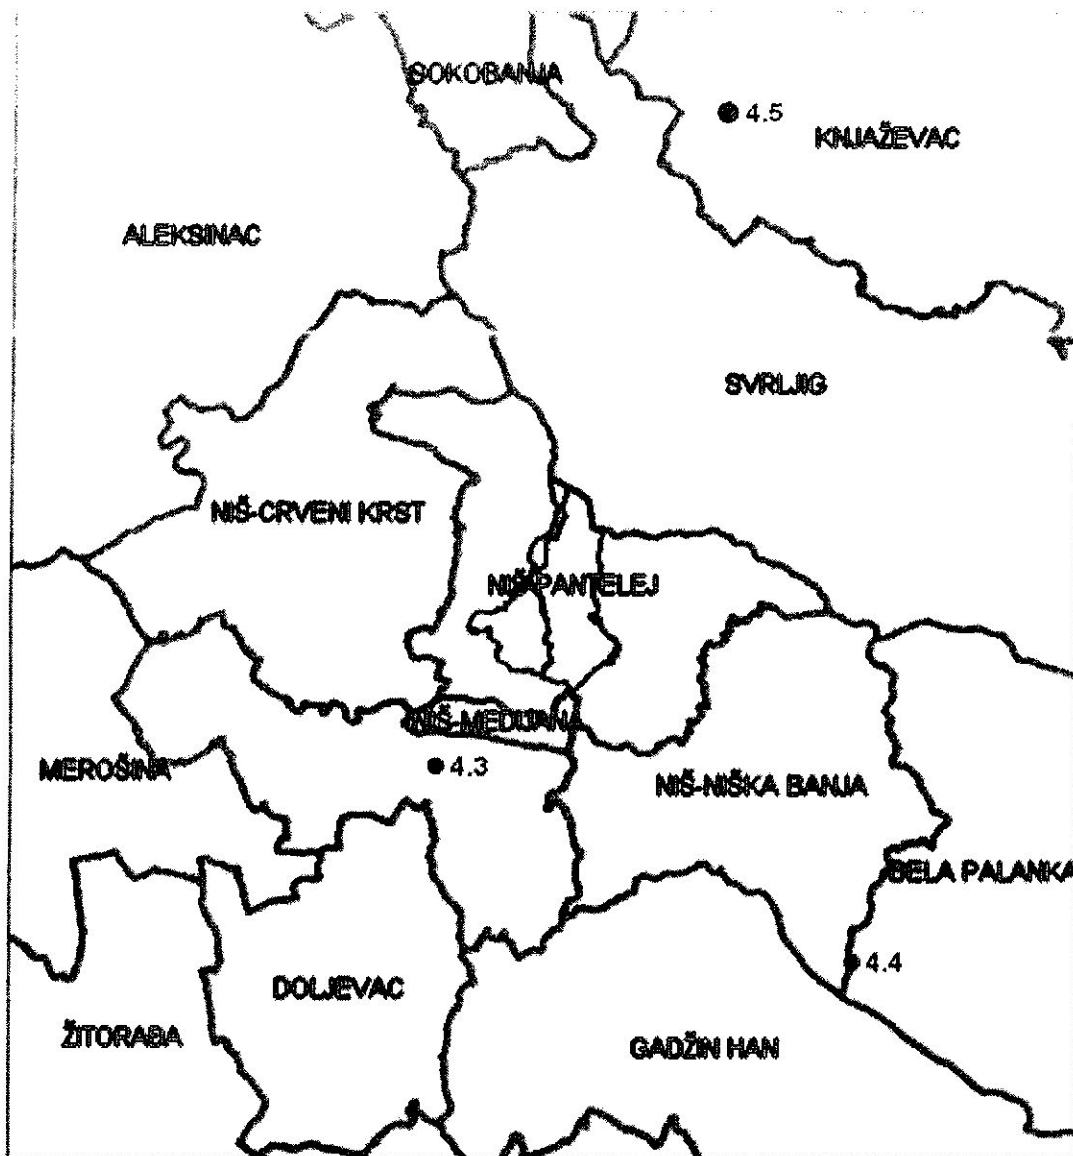 SOKOBANJA
4.5
KNJAŽEVAC
ALEKSINAC
SVRLJIG
NIŠ-CRVENI KRST
NIŠ-PANTELEJ
NIŠ-MEDIJANA
4.3
MEROŠINA
NIŠ-NIŠKA BANJA
BELA PALANKA
4.4
DOLJEVAC
ŽITORAĐA
GADŽIN HAN